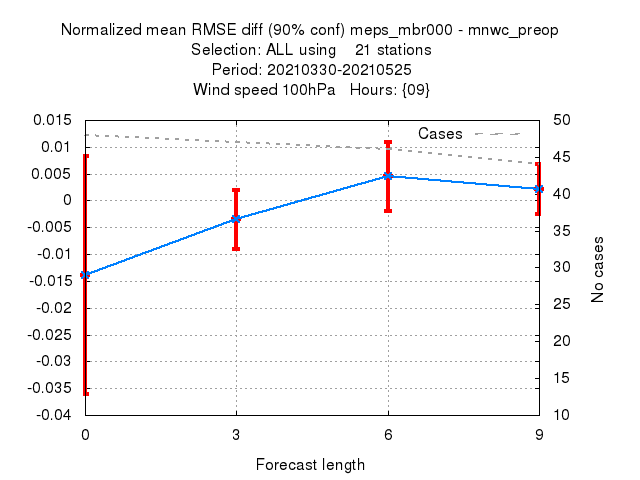 Normalized mean RMSE diff (90% conf) meps_mbr000 - mnwc_preop
Selection: ALL using 21 stations
Period: 20210330-20210525
Wind speed 100hPa Hours: {09}
Cases
0.015
0.01
0.005
0
-0.005
-0.01
-0.015
-0.02
-0.025
-0.03
-0.035
-0.04
50
45
40
35
30
25
20
15
10
No cases
0 3 6 9
Forecast length